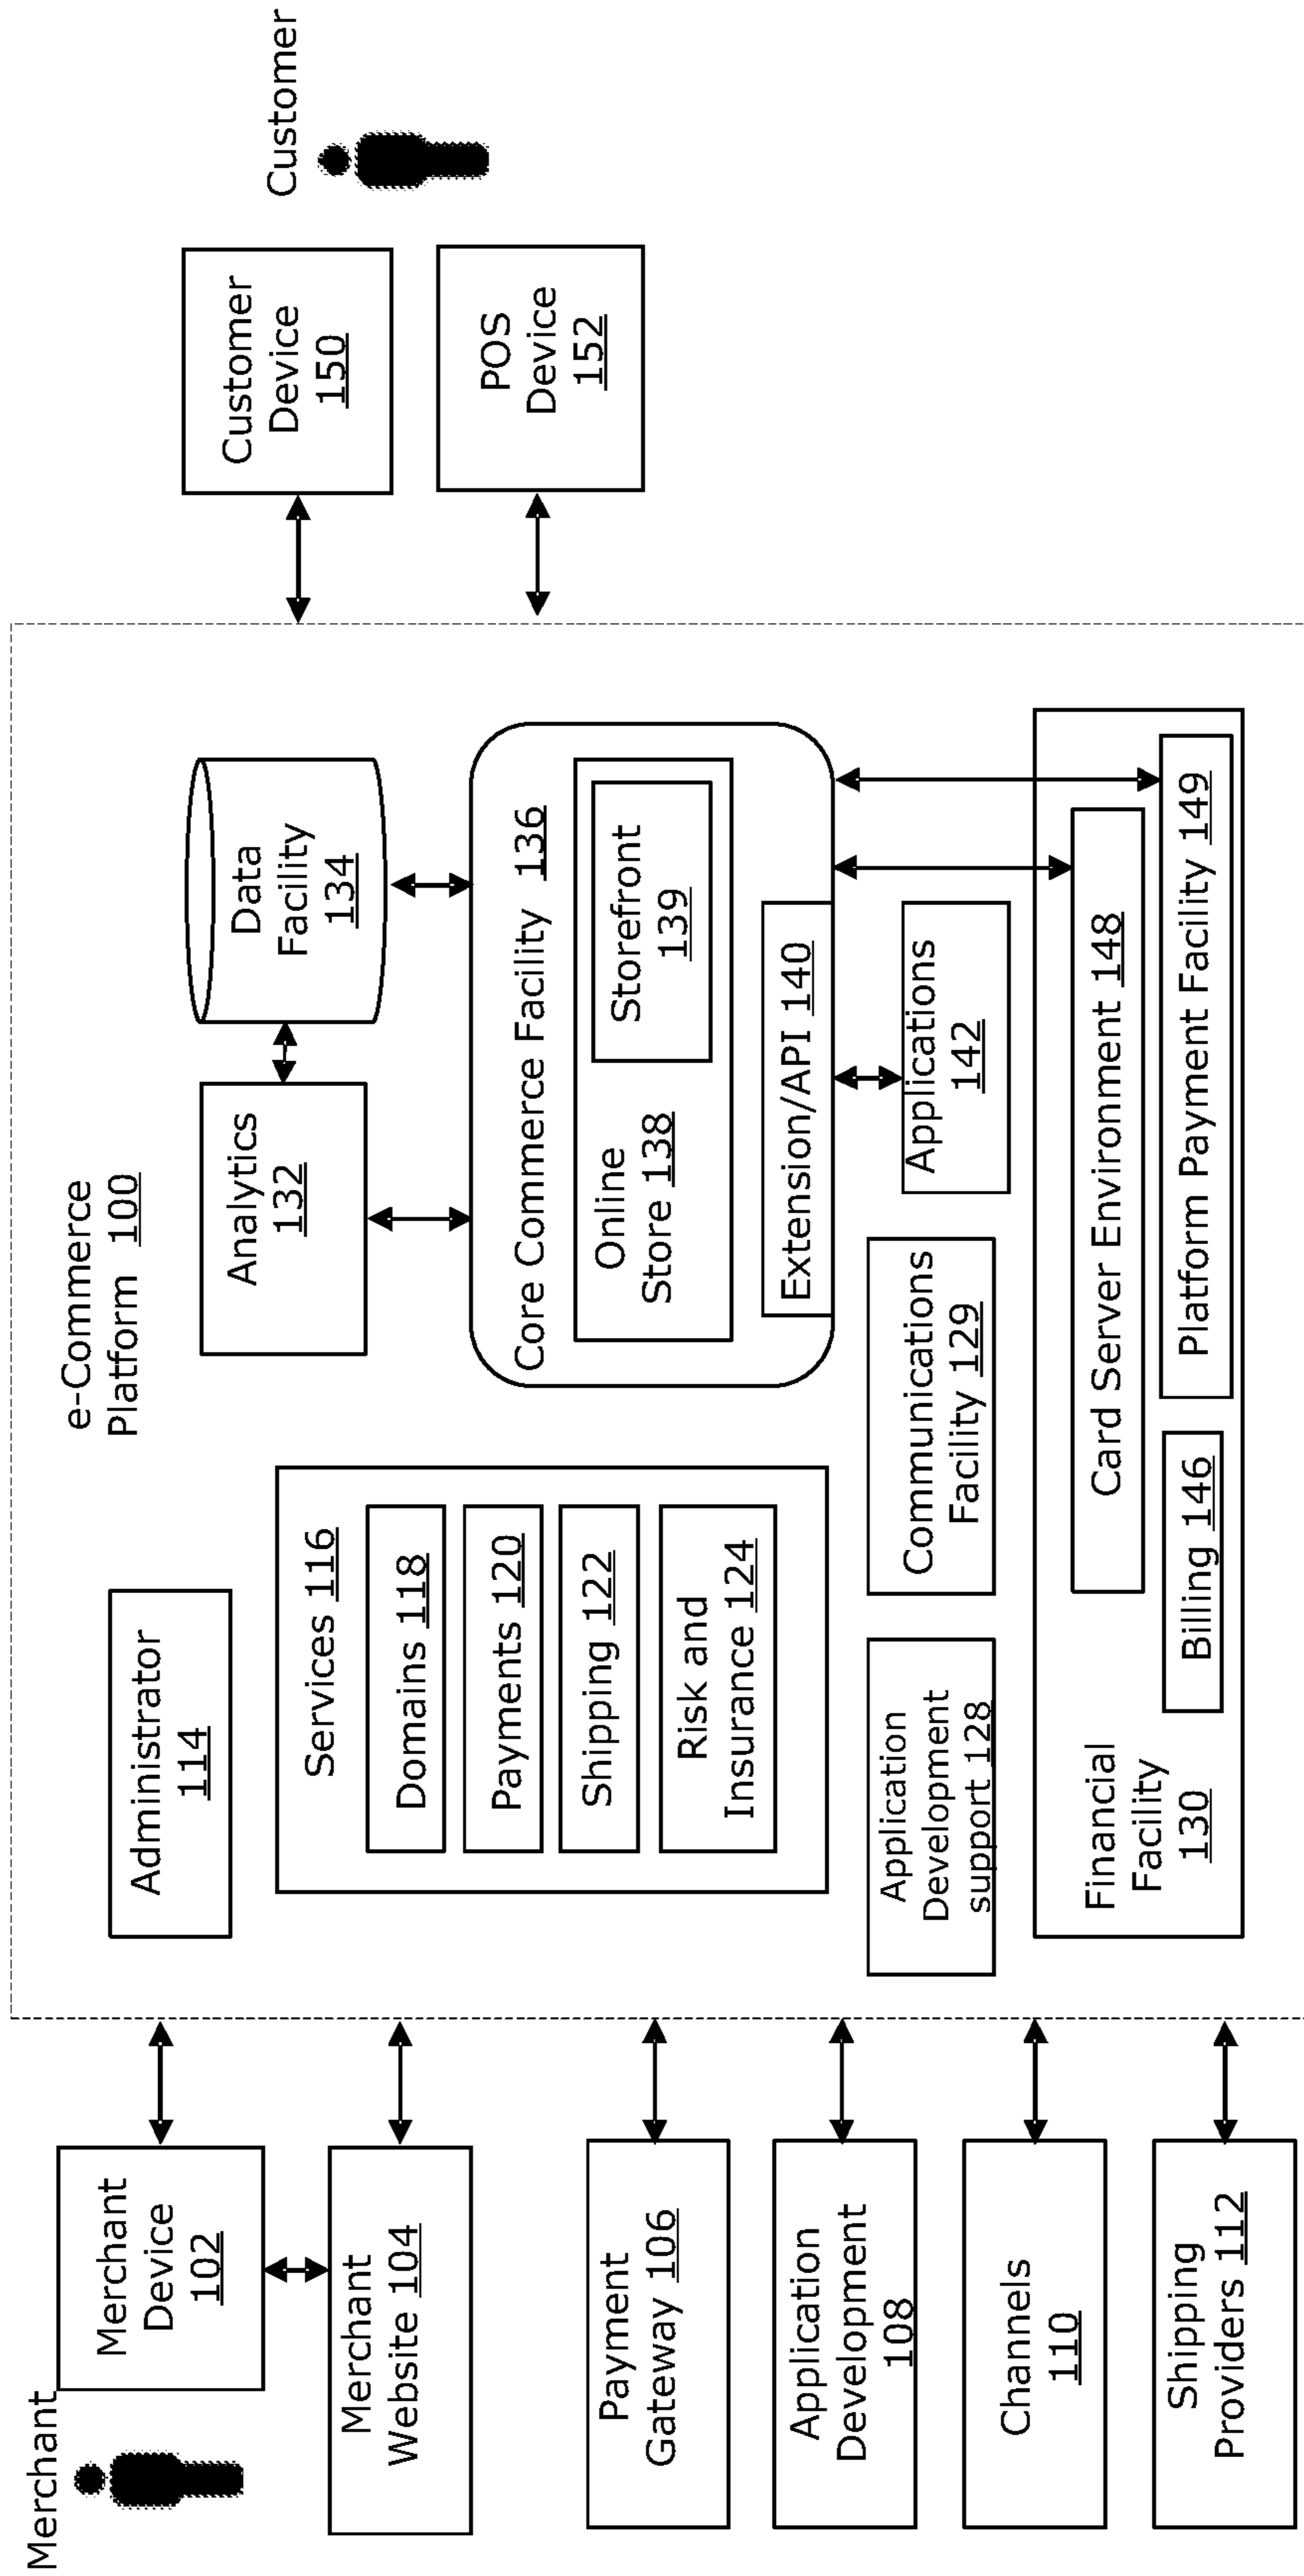 Merchant
Merchant
Device
102
Merchant
Website 104
Payment
Gateway 106
Application
Development
108
Channels
110
Shipping
Providers 112
e-Commerce
Platform 100
Administrator
114
Services 116
Domains 118
Payments 120
Shipping 122
Risk and
Insurance 124
Application
Development
support 128
Communications
Facility 129
Analytics
132
Data
Facility
134
Core Commerce Facility 136
Online
Store 138
Storefront
139
Extension/API 140
Applications
142
Financial
Facility
130
Card Server Environment 148
Billing 146
Platform Payment Facility 149
Customer
Device
150
POS
Device
152
Customer